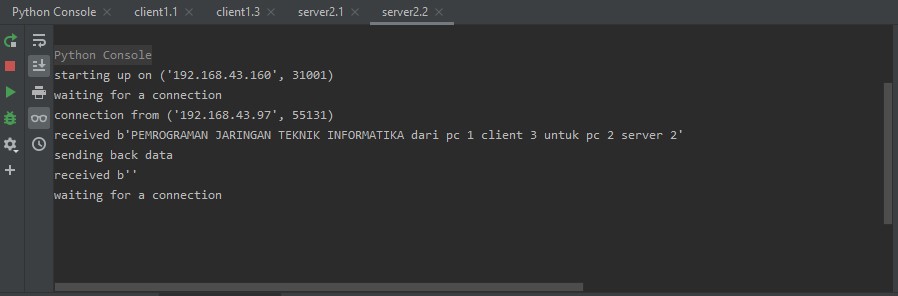 Python Console client1.1 client1.3 server2.1 server2.2
Python Console
starting up on ('192.168.43.160', 31001)
waiting for a connection
connection from ('192.168.43.97', 55131)
received b'PEMROGRAMAN JARINGAN TEKNIK INFORMATIKA dari pc 1 client 3 untuk pc 2 server 2'
sending back data
received b''
waiting for a connection